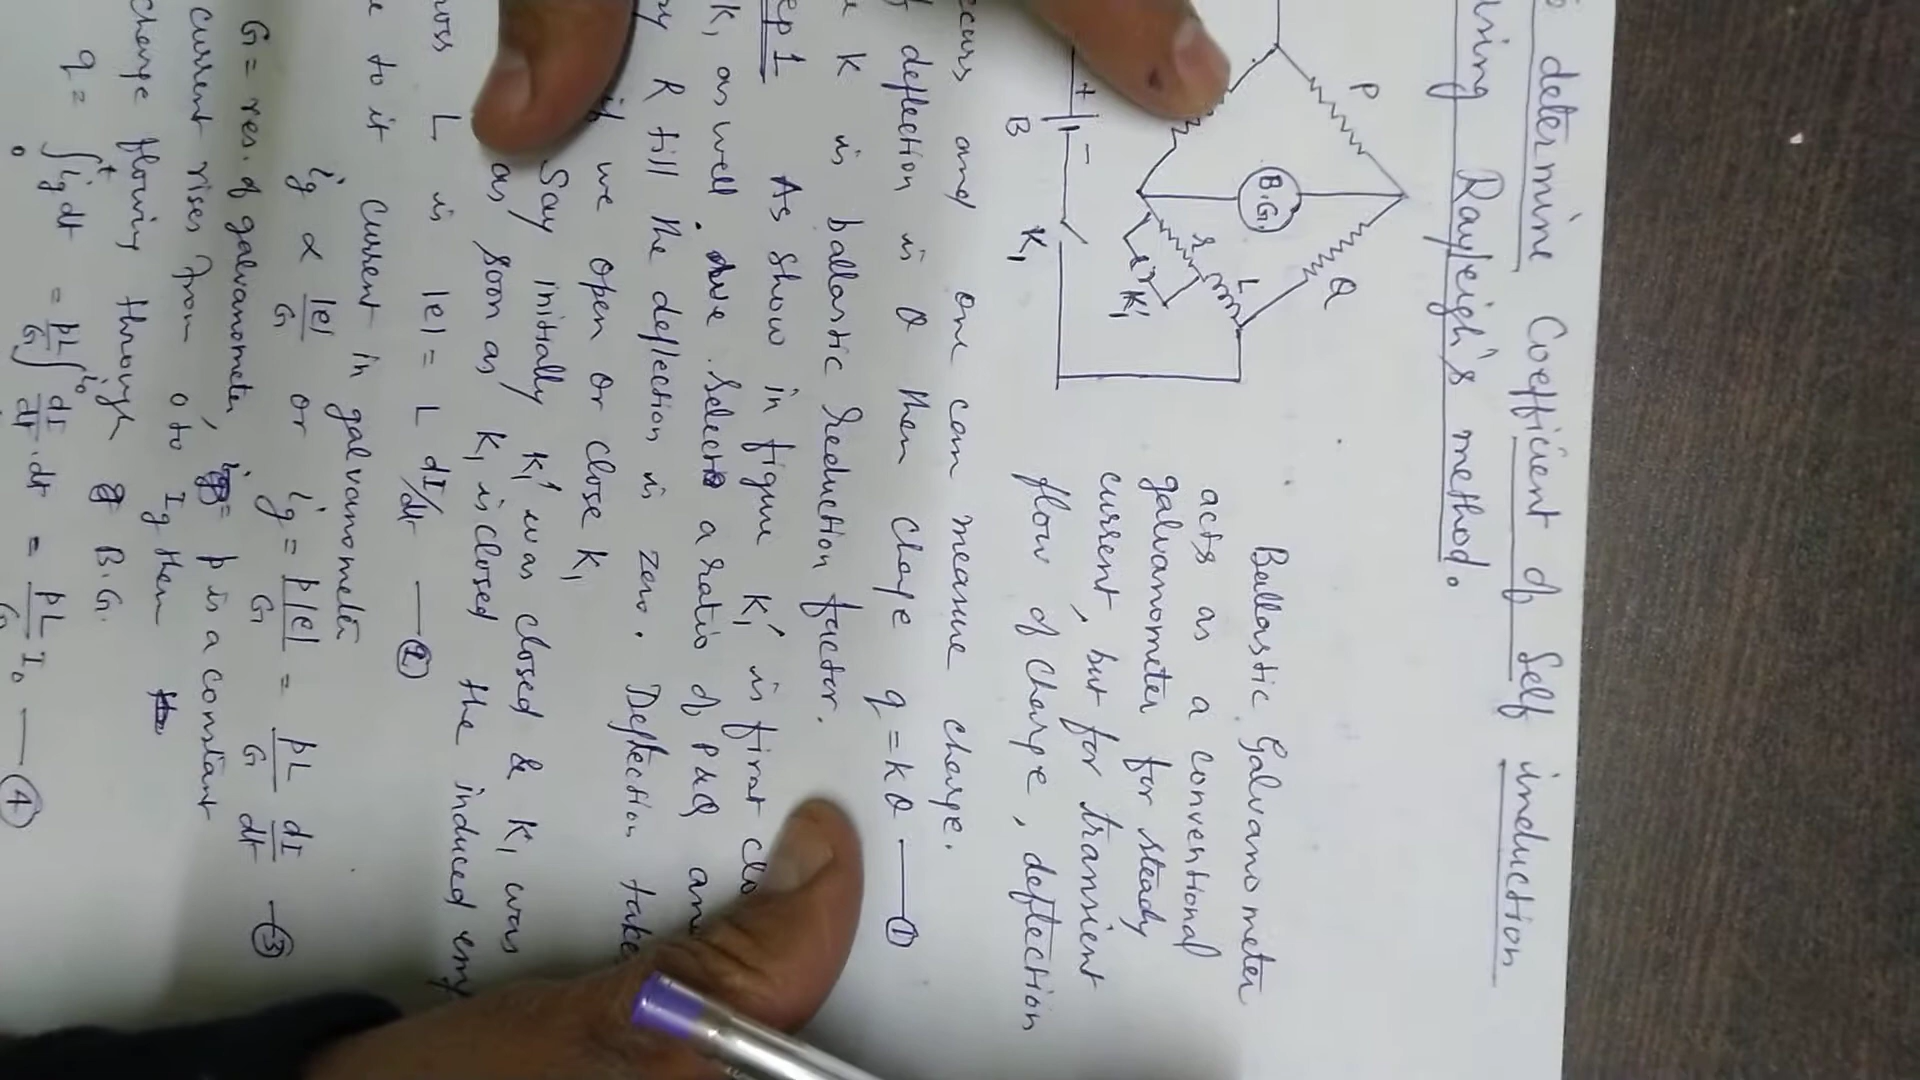 determine Coefficient of Self induction
using Rayleigh's method.
P
Q
B.G.
r
L
r
K1'
+
-
B
K1
Ballastic Galvanometer
acts as a conventional
galvanometer for steady
current, but for transient
flow of charge, deflection
occurs and one can measure charge.
deflection is θ then charge q = kθ — ①
K is ballastic reduction factor.
Step 1 As show in figure K1' is first
K1 as well. have select a ratio of P & Q and
R till the deflection is zero. Deflection take
if we open or close K1
Say initially K1' was closed & K1 was
as soon as K1 is closed the induced emf
L is |e| = L dI/dt — ②
to it current in galvanometer
ig ∝ |e|/G or ig = p|e|/G = pL/G dI/dt — ③
G = res. of galvanometer, p is a constant
current rises from 0 to Ig then
charge flowing through B.G.
q = ∫₀ᵗ ig dt = pL/G ∫ dI/dt . dt = pL/G I0 — ④